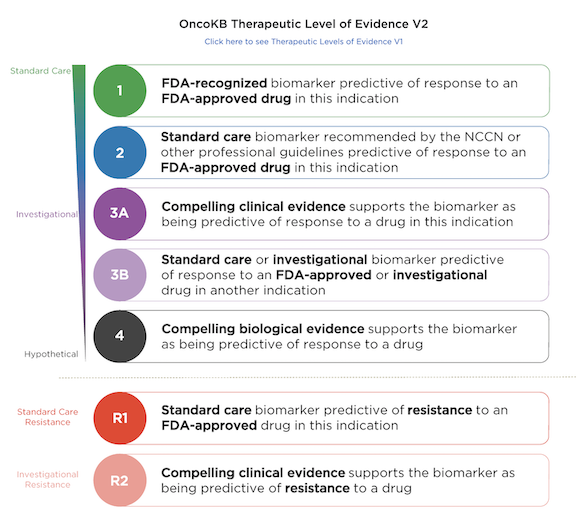 OncoKB Therapeutic Level of Evidence V2
Click here to see Therapeutic Levels of Evidence V1
Standard Care
1
FDA-recognized biomarker predictive of response to an
FDA-approved drug in this indication
2
Standard care biomarker recommended by the NCCN or
other professional guidelines predictive of response to an
FDA-approved drug in this indication
Investigational
3A
Compelling clinical evidence supports the biomarker as
being predictive of response to a drug in this indication
3B
Standard care or investigational biomarker predictive
of response to an FDA-approved or investigational
drug in another indication
4
Compelling biological evidence supports the biomarker
as being predictive of response to a drug
Hypothetical
Standard Care
Resistance
R1
Standard care biomarker predictive of resistance to an
FDA-approved drug in this indication
Investigational
Resistance
R2
Compelling clinical evidence supports the biomarker as
being predictive of resistance to a drug